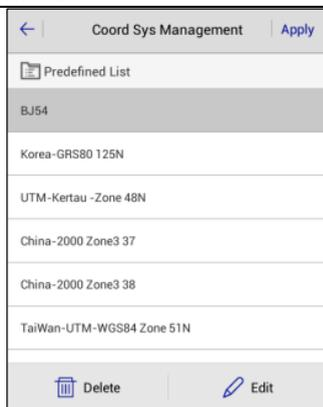 Coord Sys Management Apply
Predefined List
BJ54
Korea-GRS80 125N
UTM-Kertau -Zone 48N
China-2000 Zone3 37
China-2000 Zone3 38
TaiWan-UTM-WGS84 Zone 51N
Delete Edit